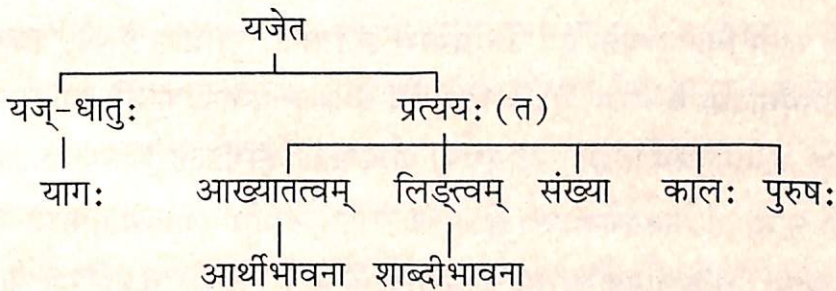 यजेत
यज्-धातुः प्रत्ययः (त)
यागः आख्यातत्वम् लिङ्त्वम् संख्या कालः पुरुषः
आर्थीभावना शाब्दीभावना